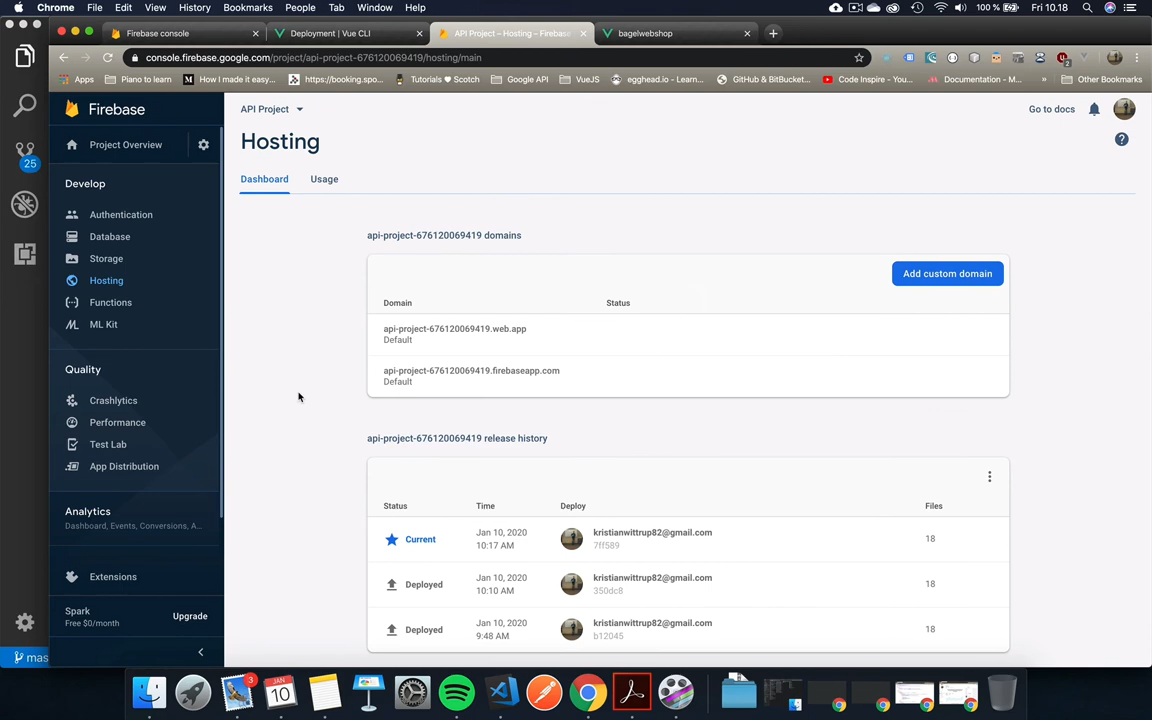 Chrome File Edit View History Bookmarks People Tab Window Help 100 % Fri 10.18
Firebase console Deployment | Vue CLI API Project – Hosting – Firebase bagelwebshop
console.firebase.google.com/project/api-project-676120069419/hosting/main
Apps Piano to learn How I made it easy... https://booking.spo... Tutorials ❤ Scotch Google API VueJS egghead.io - Learn... GitHub & BitBucket... Code Inspire - You... Documentation - M... » Other Bookmarks
Firebase
API Project
Go to docs
Hosting
Project Overview
Dashboard Usage
Develop
Authentication
Database
Storage
Hosting
Functions
ML Kit
Quality
Crashlytics
Performance
Test Lab
App Distribution
Analytics
Dashboard, Events, Conversions, A...
Extensions
Spark
Free $0/month
Upgrade
25
mas
api-project-676120069419 domains
Add custom domain
Domain Status
api-project-676120069419.web.app
Default
api-project-676120069419.firebaseapp.com
Default
api-project-676120069419 release history
Status Time Deploy Files
Current Jan 10, 2020 10:17 AM kristianwittrup82@gmail.com 7ff589 18
Deployed Jan 10, 2020 10:10 AM kristianwittrup82@gmail.com 350dc8 18
Deployed Jan 10, 2020 9:48 AM kristianwittrup82@gmail.com b12045 18
3
JAN
10